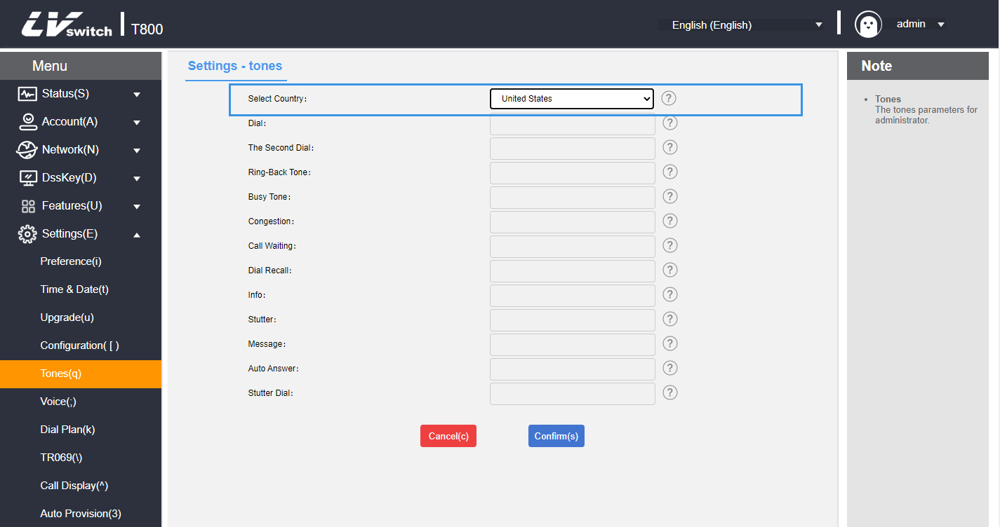 LVswitch T800
English (English)
admin
Menu
Status(S)
Account(A)
Network(N)
DssKey(D)
Features(U)
Settings(E)
Preference(i)
Time & Date(t)
Upgrade(u)
Configuration( [ )
Tones(q)
Voice(;)
Dial Plan(k)
TR069(\)
Call Display(^)
Auto Provision(3)
Settings - tones
Select Country: United States ?
Dial: ?
The Second Dial: ?
Ring-Back Tone: ?
Busy Tone: ?
Congestion: ?
Call Waiting: ?
Dial Recall: ?
Info: ?
Stutter: ?
Message: ?
Auto Answer: ?
Stutter Dial: ?
Cancel(c) Confirm(s)
Note
• Tones
The tones parameters for
administrator.